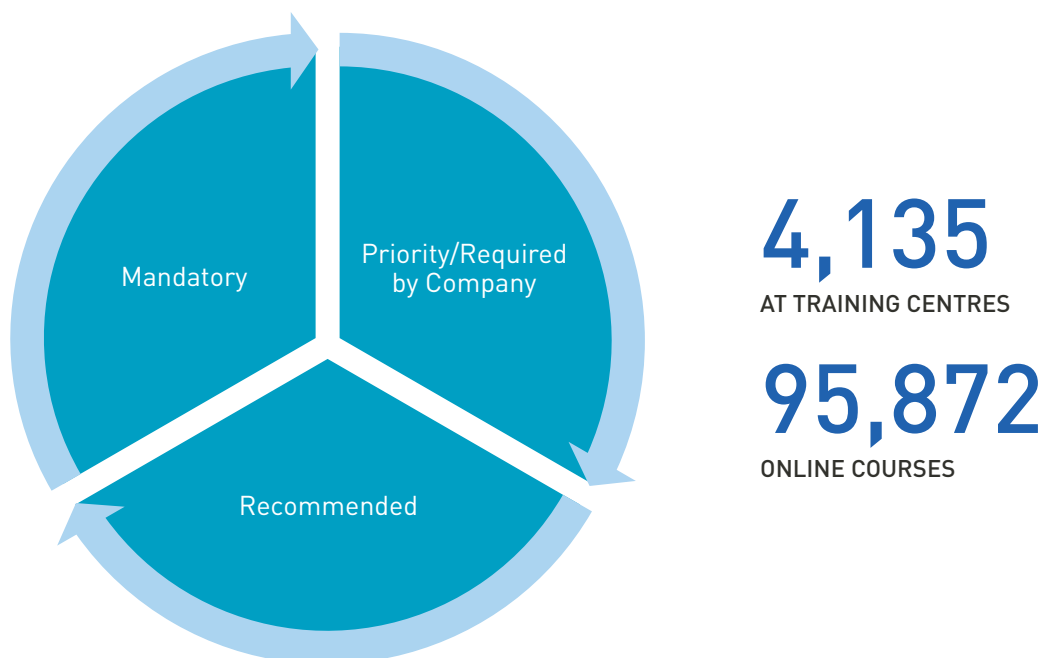 Mandatory
Priority/Required
by Company
Recommended
4,135
AT TRAINING CENTRES
95,872
ONLINE COURSES